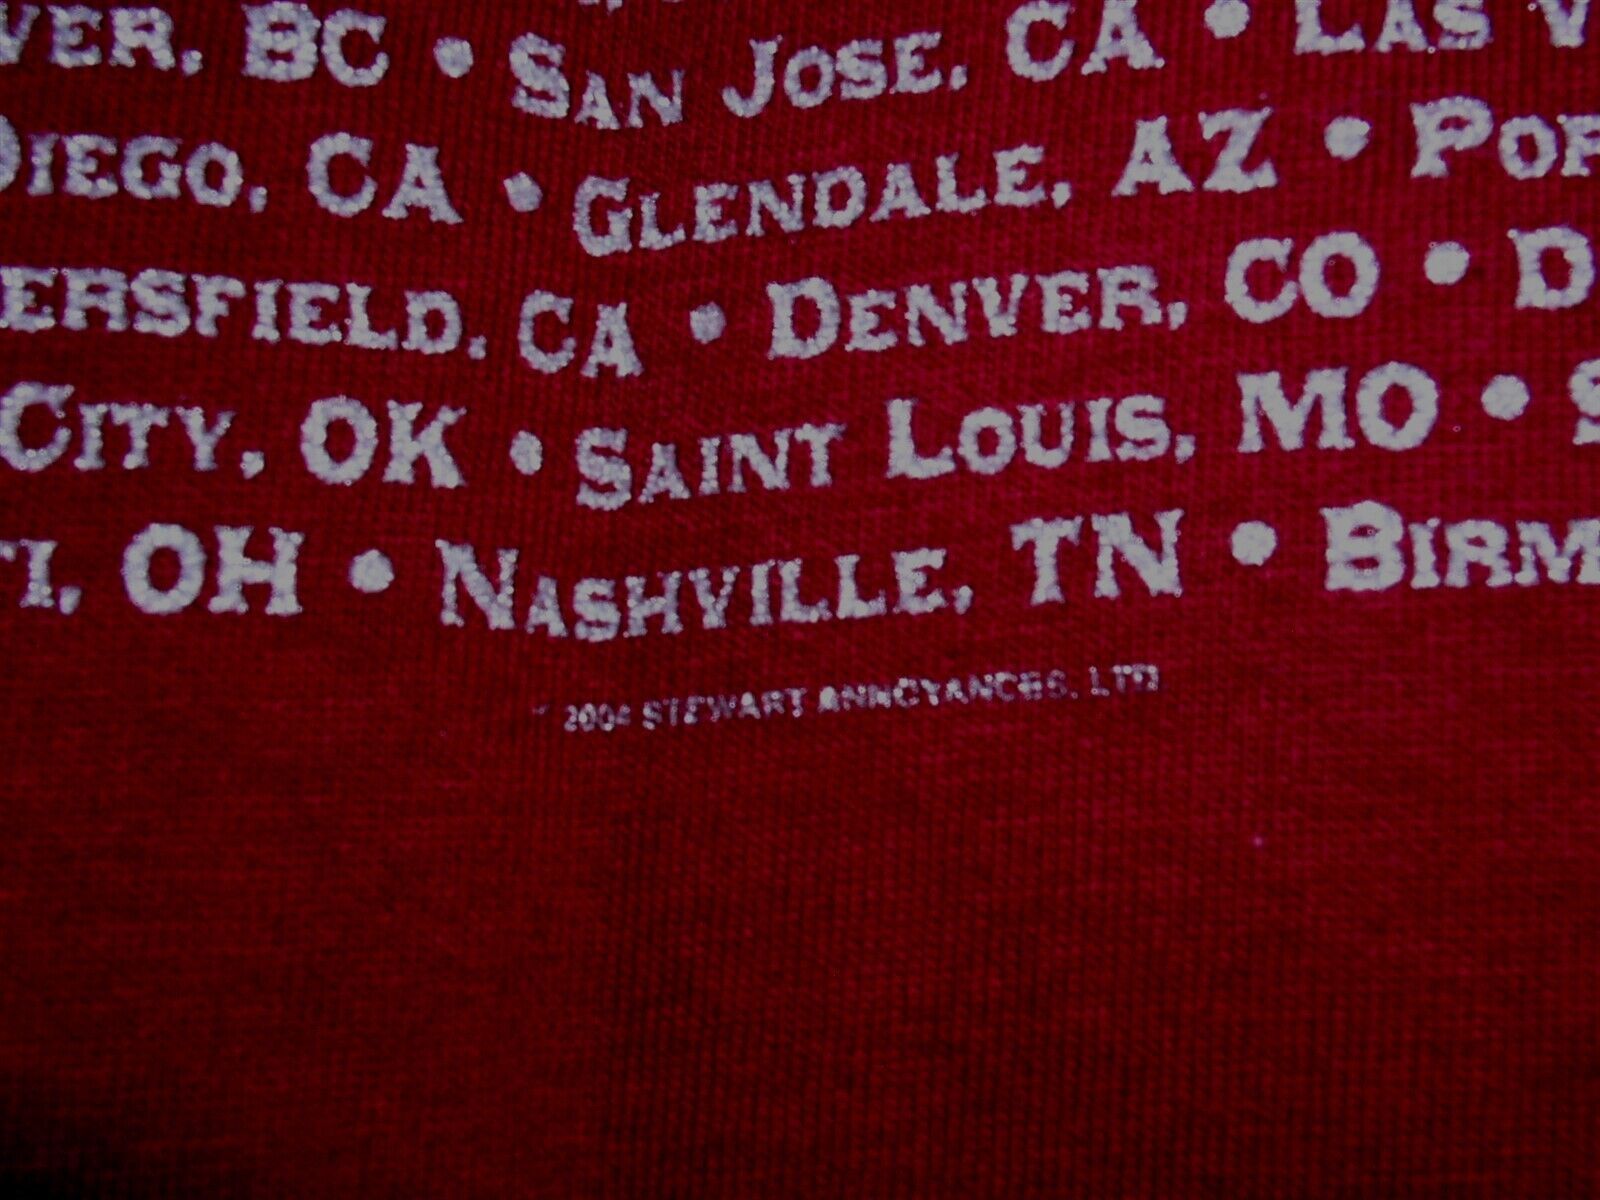 VER, BC • SAN JOSE, CA • LAS V
DIEGO, CA • GLENDALE, AZ • POR
ERSFIELD, CA • DENVER, CO • D
CITY, OK • SAINT LOUIS, MO • S
TI, OH • NASHVILLE, TN • BIRM
2004 STEWART ANNOYANCES, LTD